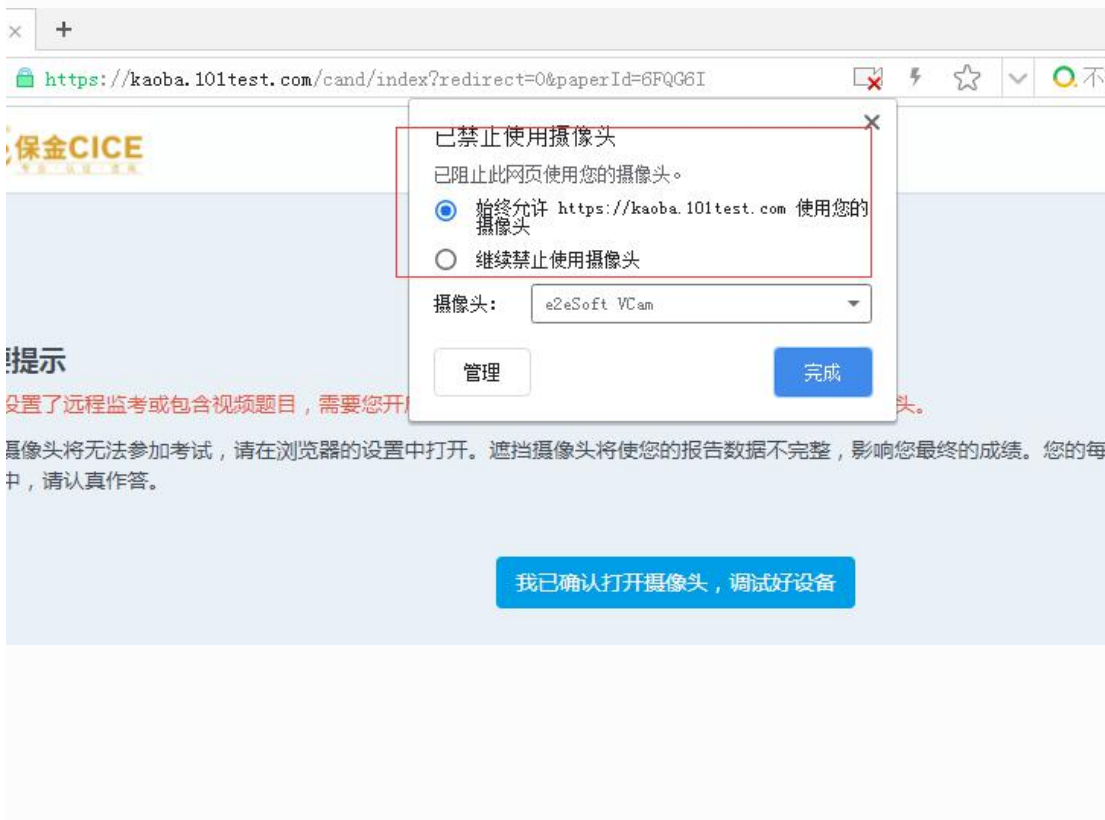 https://kaoba.101test.com/cand/index?redirect=0&paperId=6FQG6I
不
保金CICE
已禁止使用摄像头
已阻止此网页使用您的摄像头。
始终允许 https://kaoba.101test.com 使用您的
摄像头
继续禁止使用摄像头
摄像头:
e2eSoft VCam
管理
完成
提示
设置了远程监考或包含视频题目，需要您开
头。
摄像头将无法参加考试，请在浏览器的设置中打开。遮挡摄像头将使您的报告数据不完整，影响您最终的成绩。您的每
中，请认真作答。
我已确认打开摄像头，调试好设备